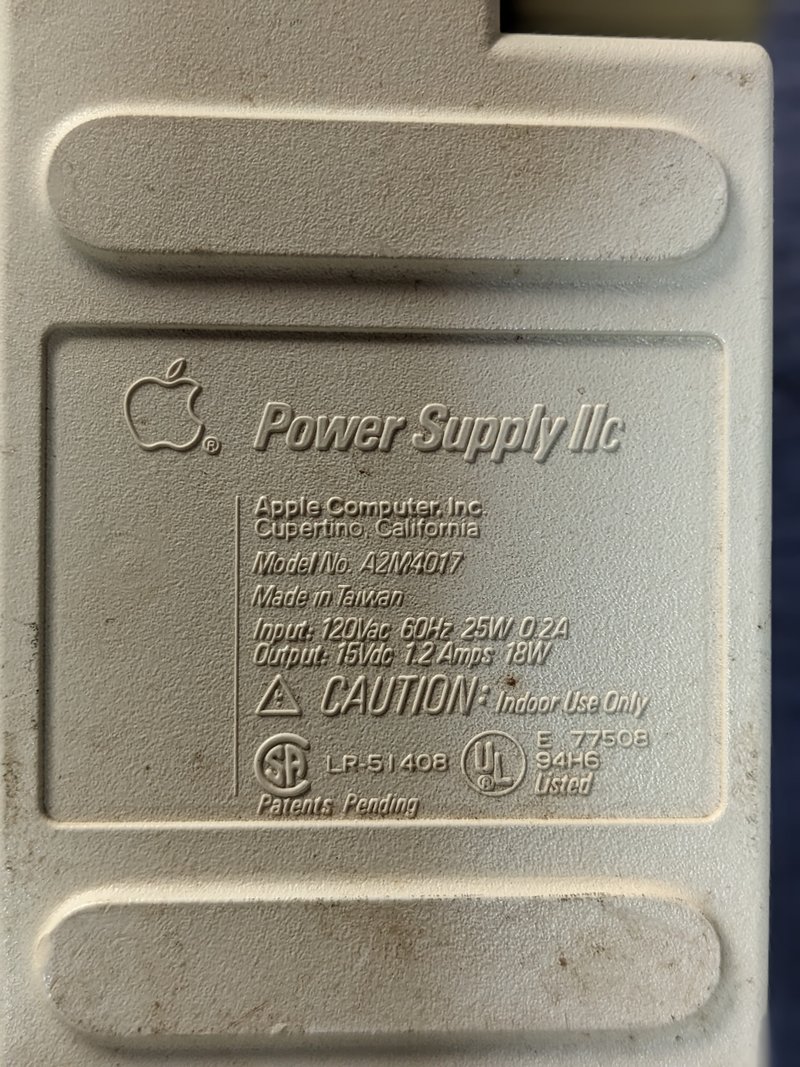 ® Power Supply IIc
Apple Computer, Inc.
Cupertino, California
Model No. A2M4017
Made in Taiwan
Input: 120Vac 60Hz 25W 0.2A
Output: 15Vdc 1.2 Amps 18W
CAUTION: Indoor Use Only
SA LR-51408 UL ® E 77508
94H6
Listed
Patents Pending